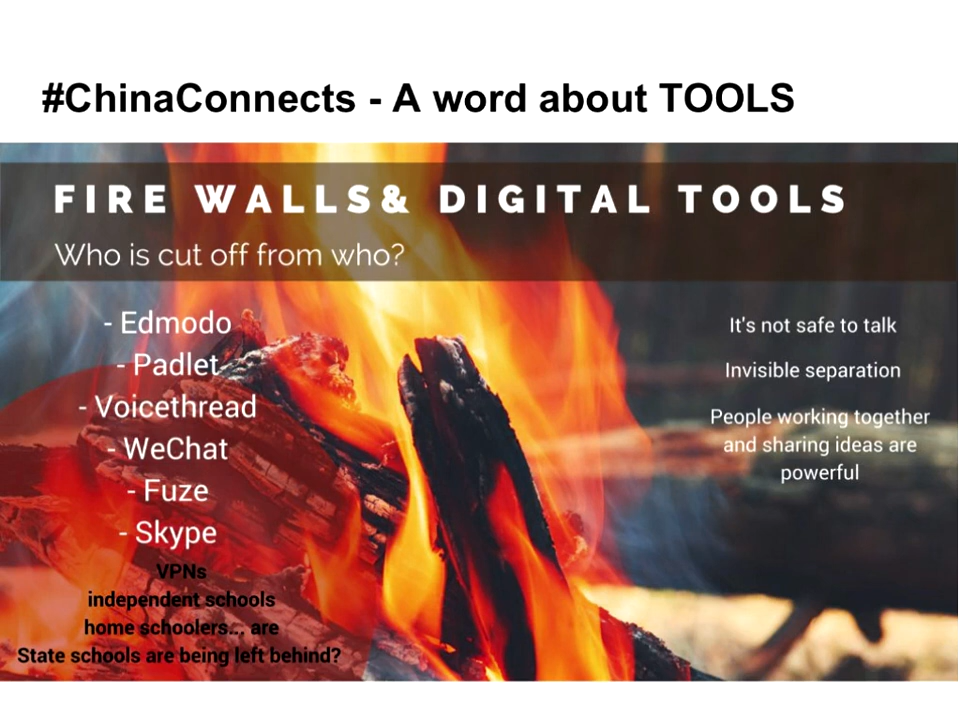 #ChinaConnects - A word about TOOLS
FIRE WALLS& DIGITAL TOOLS
Who is cut off from who?
- Edmodo
- Padlet
- Voicethread
- WeChat
- Fuze
- Skype
VPNs
independent schools
home schoolers... are
State schools are being left behind?
It's not safe to talk
Invisible separation
People working together
and sharing ideas are
powerful